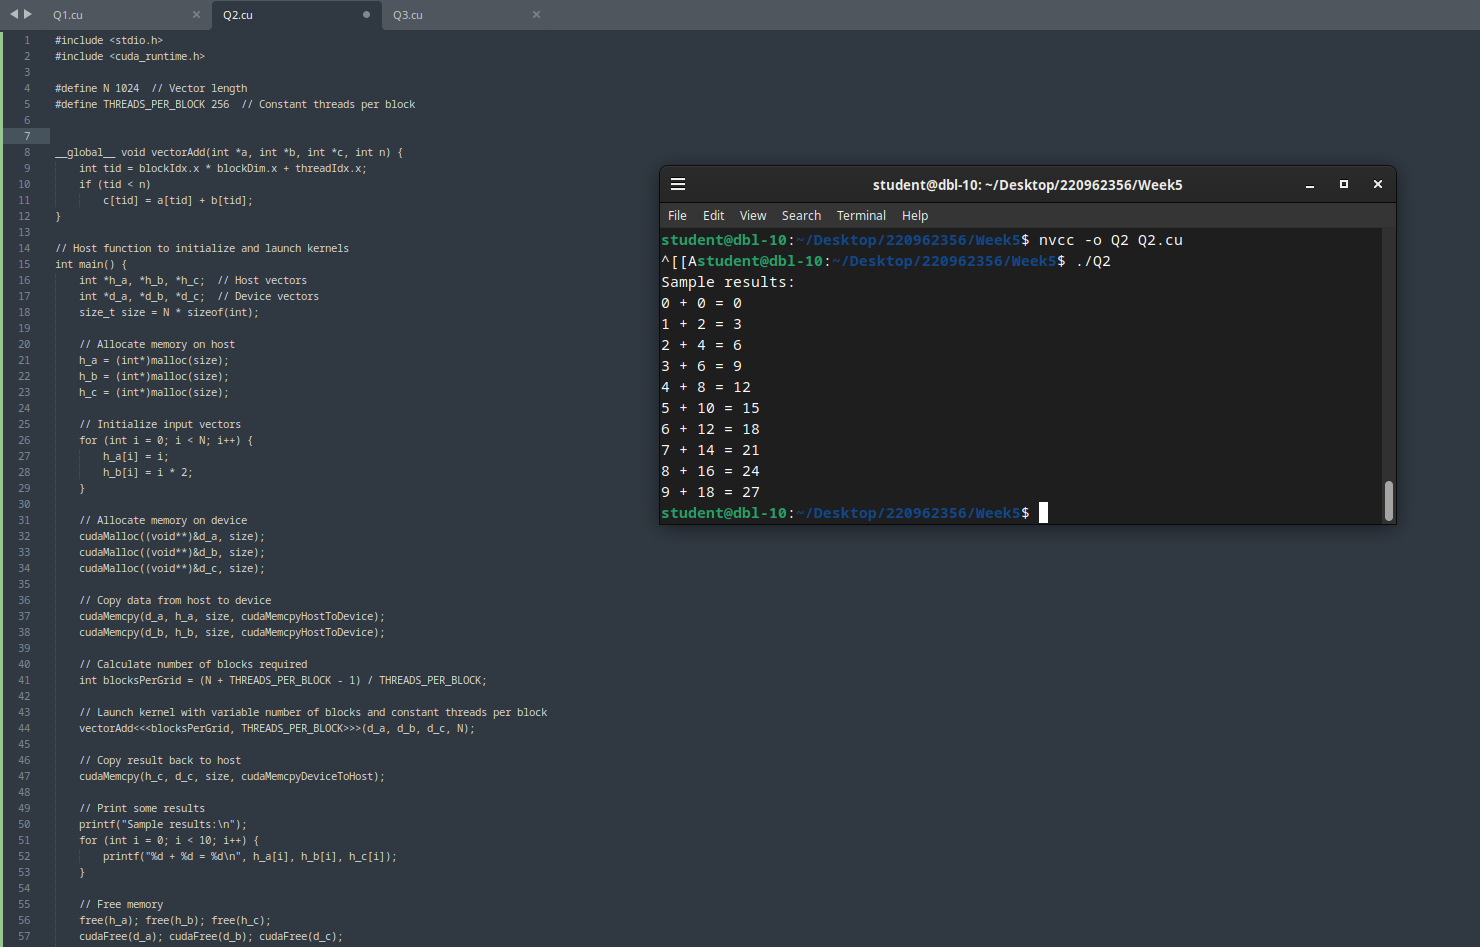 Q1.cu
Q2.cu
Q3.cu
1 #include <stdio.h>
2 #include <cuda_runtime.h>
3
4 #define N 1024  // Vector length
5 #define THREADS_PER_BLOCK 256  // Constant threads per block
6
7
8 __global__ void vectorAdd(int *a, int *b, int *c, int n) {
9     int tid = blockIdx.x * blockDim.x + threadIdx.x;
10     if (tid < n)
11         c[tid] = a[tid] + b[tid];
12 }
13
14 // Host function to initialize and launch kernels
15 int main() {
16     int *h_a, *h_b, *h_c;  // Host vectors
17     int *d_a, *d_b, *d_c;  // Device vectors
18     size_t size = N * sizeof(int);
19
20     // Allocate memory on host
21     h_a = (int*)malloc(size);
22     h_b = (int*)malloc(size);
23     h_c = (int*)malloc(size);
24
25     // Initialize input vectors
26     for (int i = 0; i < N; i++) {
27         h_a[i] = i;
28         h_b[i] = i * 2;
29     }
30
31     // Allocate memory on device
32     cudaMalloc((void**)&d_a, size);
33     cudaMalloc((void**)&d_b, size);
34     cudaMalloc((void**)&d_c, size);
35
36     // Copy data from host to device
37     cudaMemcpy(d_a, h_a, size, cudaMemcpyHostToDevice);
38     cudaMemcpy(d_b, h_b, size, cudaMemcpyHostToDevice);
39
40     // Calculate number of blocks required
41     int blocksPerGrid = (N + THREADS_PER_BLOCK - 1) / THREADS_PER_BLOCK;
42
43     // Launch kernel with variable number of blocks and constant threads per block
44     vectorAdd<<<blocksPerGrid, THREADS_PER_BLOCK>>>(d_a, d_b, d_c, N);
45
46     // Copy result back to host
47     cudaMemcpy(h_c, d_c, size, cudaMemcpyDeviceToHost);
48
49     // Print some results
50     printf("Sample results:\n");
51     for (int i = 0; i < 10; i++) {
52         printf("%d + %d = %d\n", h_a[i], h_b[i], h_c[i]);
53     }
54
55     // Free memory
56     free(h_a); free(h_b); free(h_c);
57     cudaFree(d_a); cudaFree(d_b); cudaFree(d_c);
student@dbl-10: ~/Desktop/220962356/Week5
File Edit View Search Terminal Help
student@dbl-10:~/Desktop/220962356/Week5$ nvcc -o Q2 Q2.cu
^[[Astudent@dbl-10:~/Desktop/220962356/Week5$ ./Q2
Sample results:
0 + 0 = 0
1 + 2 = 3
2 + 4 = 6
3 + 6 = 9
4 + 8 = 12
5 + 10 = 15
6 + 12 = 18
7 + 14 = 21
8 + 16 = 24
9 + 18 = 27
student@dbl-10:~/Desktop/220962356/Week5$